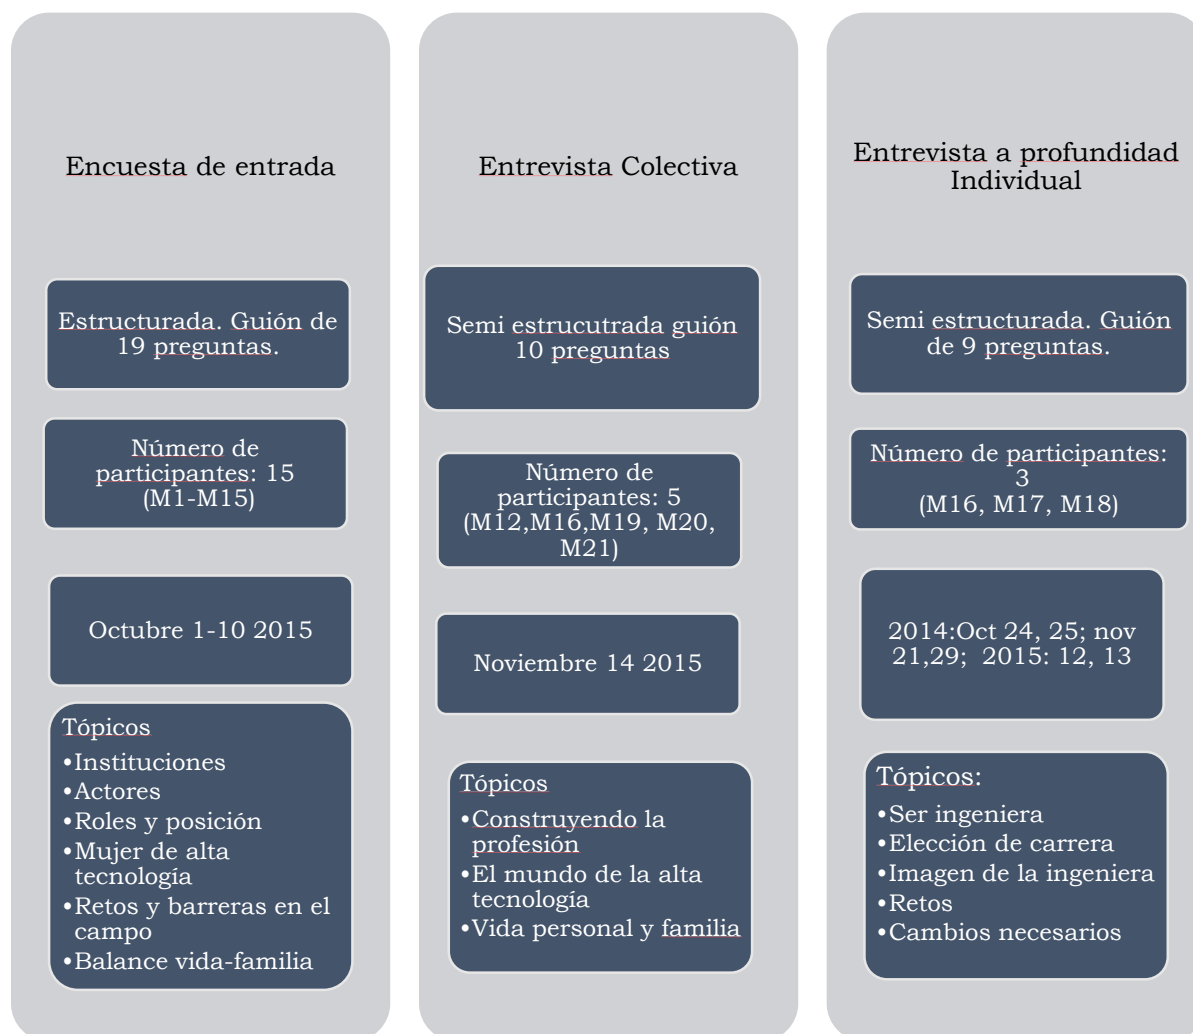 Encuesta de entrada
Estructurada. Guión de
19 preguntas.
Número de
participantes: 15
(M1-M15)
Octubre 1-10 2015
Tópicos
•Instituciones
•Actores
•Roles y posición
•Mujer de alta
tecnología
•Retos y barreras en el
campo
•Balance vida-familia
Entrevista Colectiva
Semi estrucutrada guión
10 preguntas
Número de
participantes: 5
(M12,M16,M19, M20,
M21)
Noviembre 14 2015
Tópicos
•Construyendo la
profesión
•El mundo de la alta
tecnología
•Vida personal y familia
Entrevista a profundidad
Individual
Semi estructurada. Guión
de 9 preguntas.
Número de participantes:
3
(M16, M17, M18)
2014:Oct 24, 25; nov
21,29; 2015: 12, 13
Tópicos:
•Ser ingeniera
•Elección de carrera
•Imagen de la ingeniera
•Retos
•Cambios necesarios